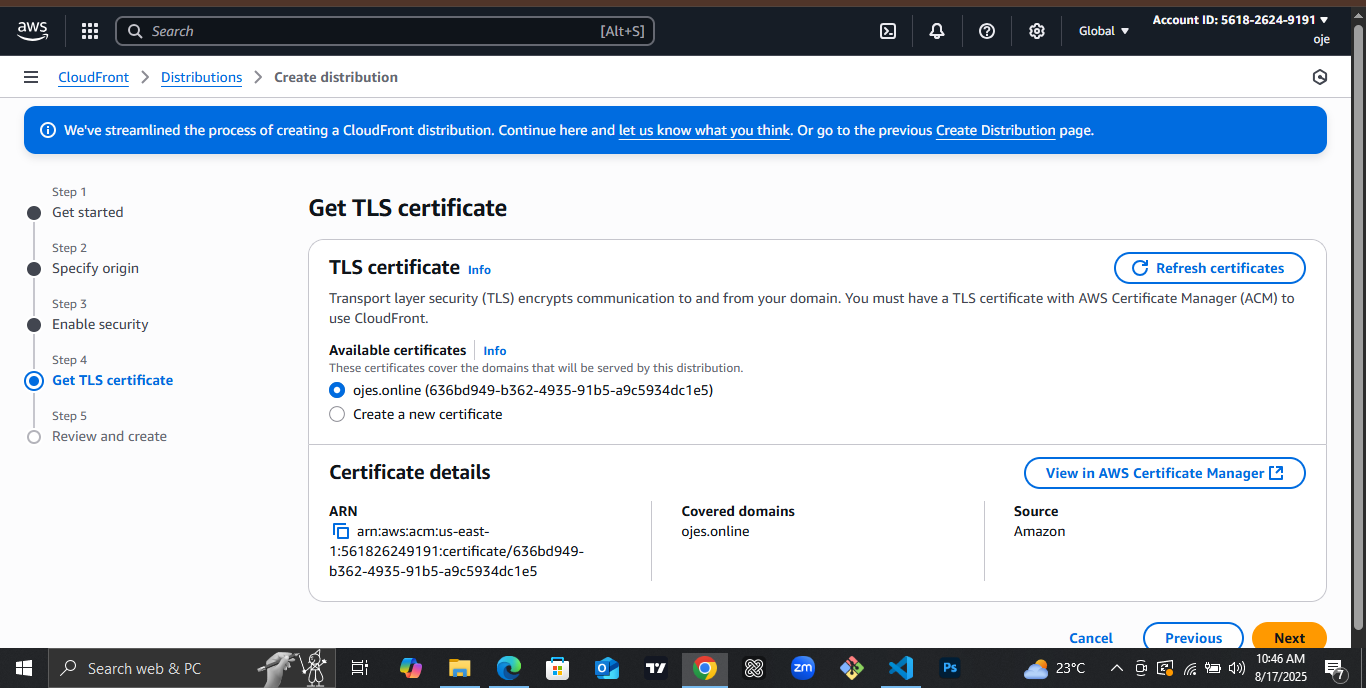 aws
Search
[Alt+S]
Global
Account ID: 5618-2624-9191
oje
CloudFront
Distributions
Create distribution
We've streamlined the process of creating a CloudFront distribution. Continue here and let us know what you think. Or go to the previous Create Distribution page.
Step 1
Get started
Step 2
Specify origin
Step 3
Enable security
Step 4
Get TLS certificate
Step 5
Review and create
Get TLS certificate
TLS certificate Info
Refresh certificates
Transport layer security (TLS) encrypts communication to and from your domain. You must have a TLS certificate with AWS Certificate Manager (ACM) to
use CloudFront.
Available certificates Info
These certificates cover the domains that will be served by this distribution.
ojes.online (636bd949-b362-4935-91b5-a9c5934dc1e5)
Create a new certificate
Certificate details
View in AWS Certificate Manager
ARN
arn:aws:acm:us-east-
1:561826249191:certificate/636bd949-
b362-4935-91b5-a9c5934dc1e5
Covered domains
ojes.online
Source
Amazon
Cancel
Previous
Next
Search web & PC
zm
Ps
23°C
10:46 AM
8/17/2025
7